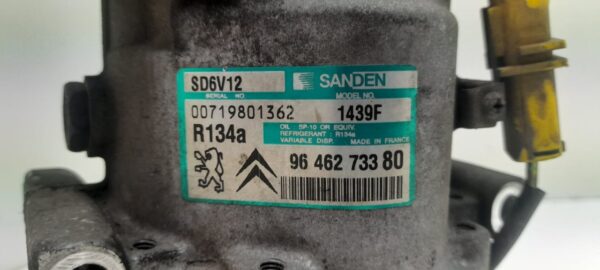 SD6V12 SANDEN
SERIAL NO. MODEL NO.
00719801362 1439F
R134a
OIL : SP-10 OR EQUIV.
REFRIGERANT : R134a
VARIABLE DISP. MADE IN FRANCE
96 462 733 80